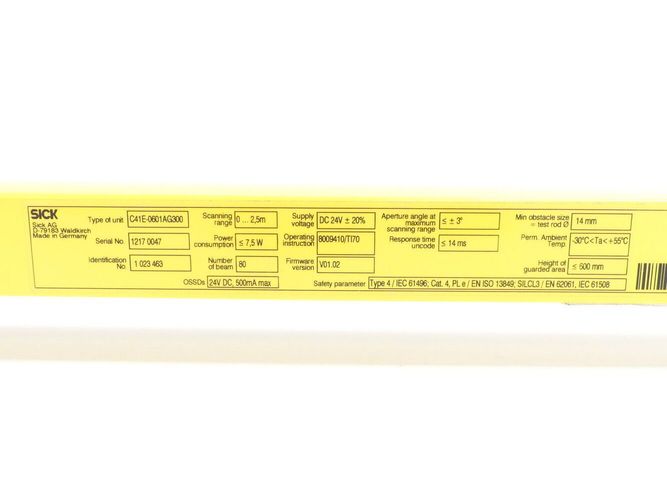 SICK
Sick AG
D-79183 Waldkirch
Made in Germany
Type of unit C41E-0601AG300
Serial No. 1217 0047
Identification No. 1 023 463
Scanning range 0 ... 2,5m
Power consumption ≤ 7,5 W
Number of beam 80
OSSDs 24V DC, 500mA max
Supply voltage DC 24V ± 20%
Operating instruction 8009410/TI70
Firmware version V01.02
Aperture angle at maximum scanning range ≤ ± 3°
Response time uncode ≤ 14 ms
Min obstacle size = test rod Ø 14 mm
Perm. Ambient Temp. -30°C<Ta<+55°C
Height of guarded area ≤ 600 mm
Safety parameter Type 4 / IEC 61496; Cat. 4, PL e / EN ISO 13849; SILCL3 / EN 62061, IEC 61508